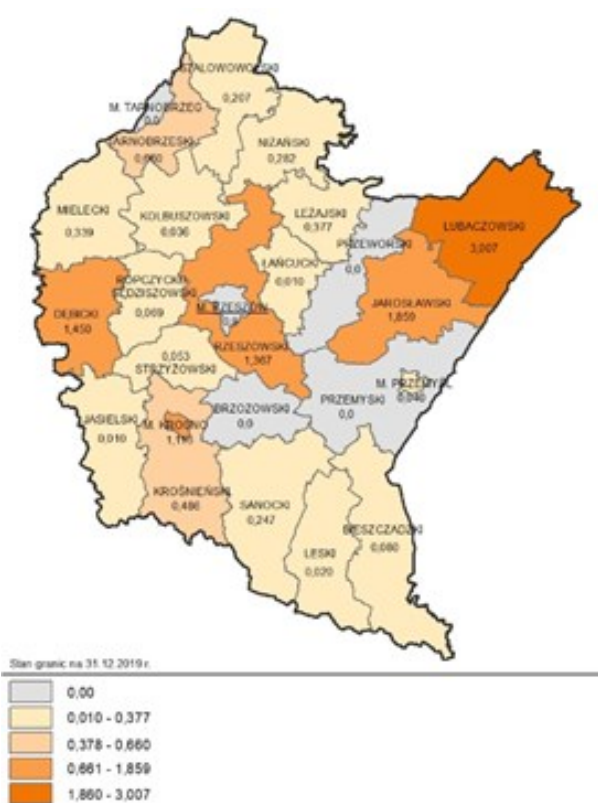 STALOWOWOLSKI
0,207
M. TARNOBRZEG
0,0
TARNOBRZESKI
0,660
NIŻAŃSKI
0,282
MIELECKI
0,339
KOLBUSZOWSKI
0,036
LEŻAJSKI
0,377
PRZEWORSKI
0,0
LUBACZOWSKI
3,007
ŁAŃCUCKI
0,010
ROPCZYCKO-
SĘDZISZOWSKI
0,069
DĘBICKI
1,450
M. RZESZÓW
RZESZOWSKI
1,367
JAROSŁAWSKI
1,859
0,053
STRZYŻOWSKI
M. PRZEMYŚL
0,040
PRZEMYSKI
0,0
BRZOZOWSKI
0,0
JASIELSKI
0,010
M. KROSNO
KROŚNIEŃSKI
0,486
SANOCKI
0,247
LESKI
0,020
BIESZCZADZKI
0,080
Stan granic na 31.12.2019 r.
0,00
0,010 - 0,377
0,378 - 0,660
0,661 - 1,859
1,860 - 3,007